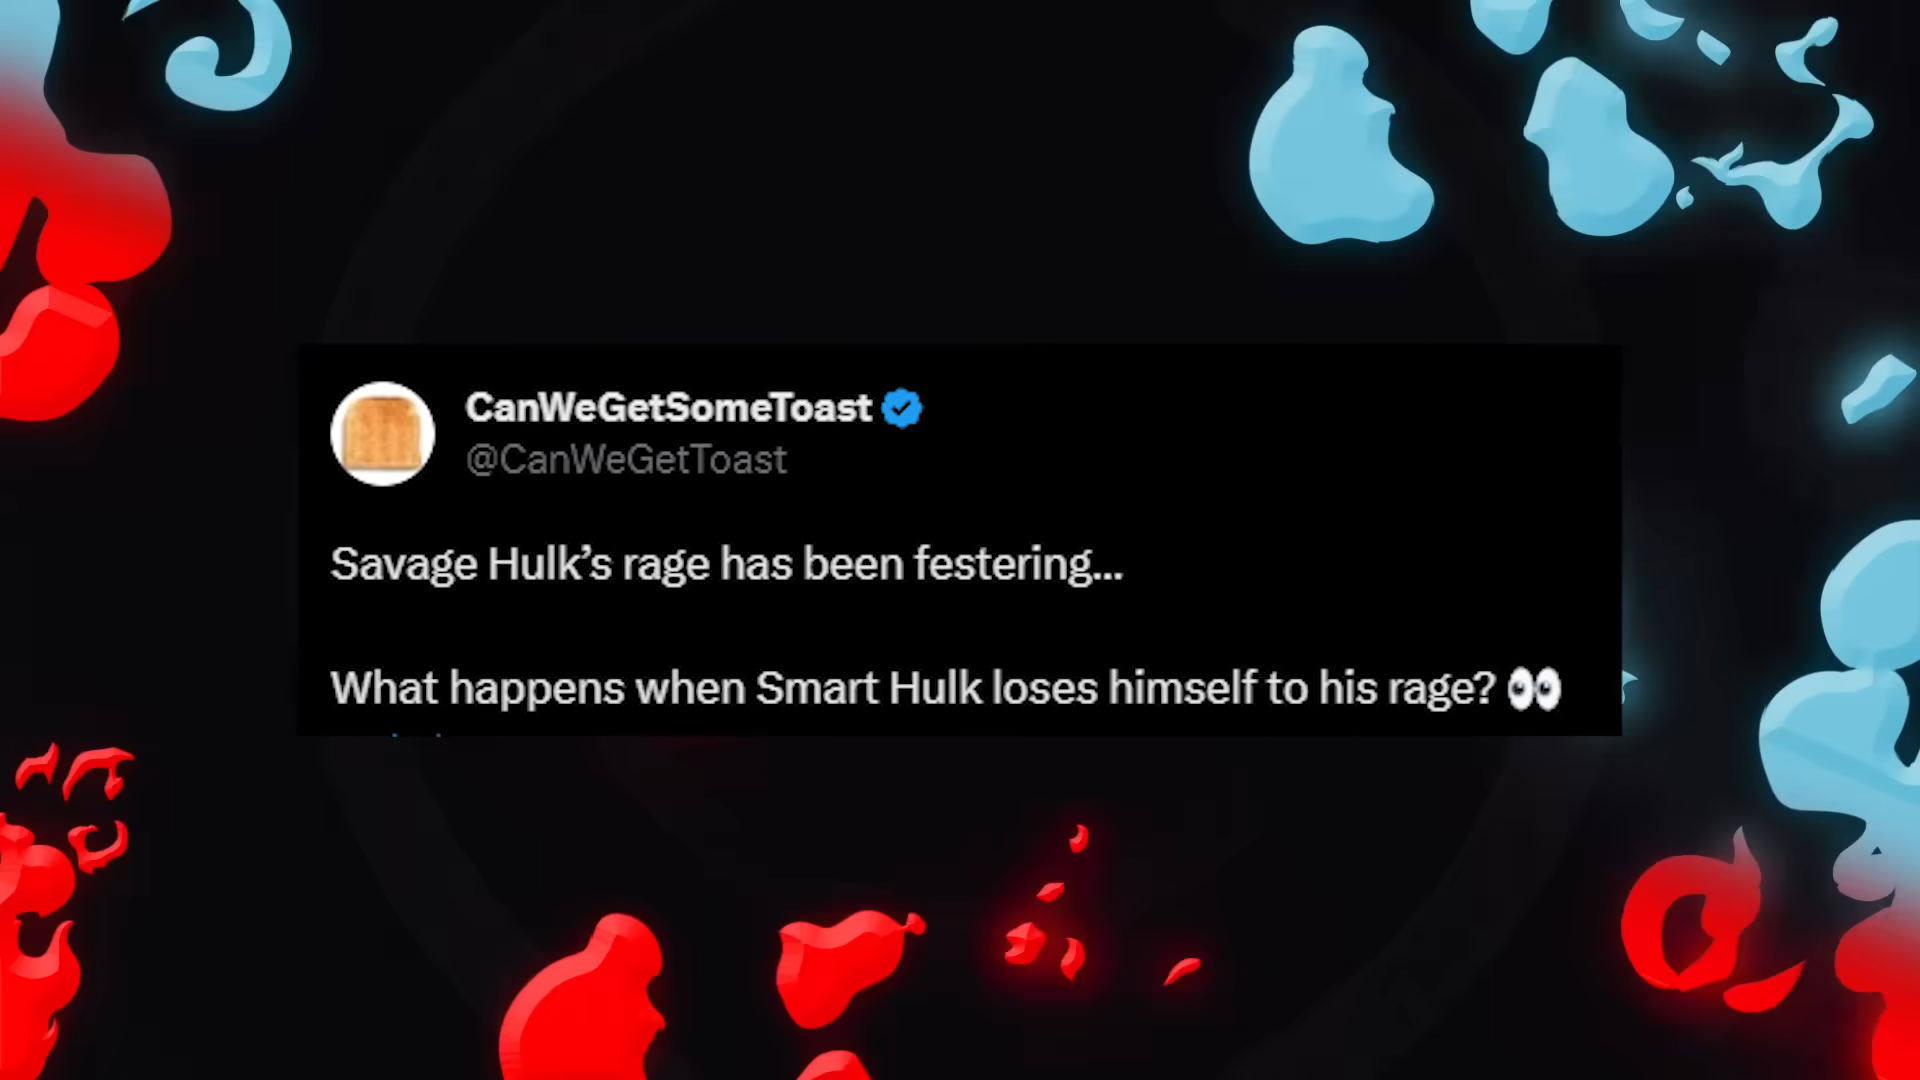 CanWeGetSomeToast
@CanWeGetToast
Savage Hulk’s rage has been festering...
What happens when Smart Hulk loses himself to his rage? 👀